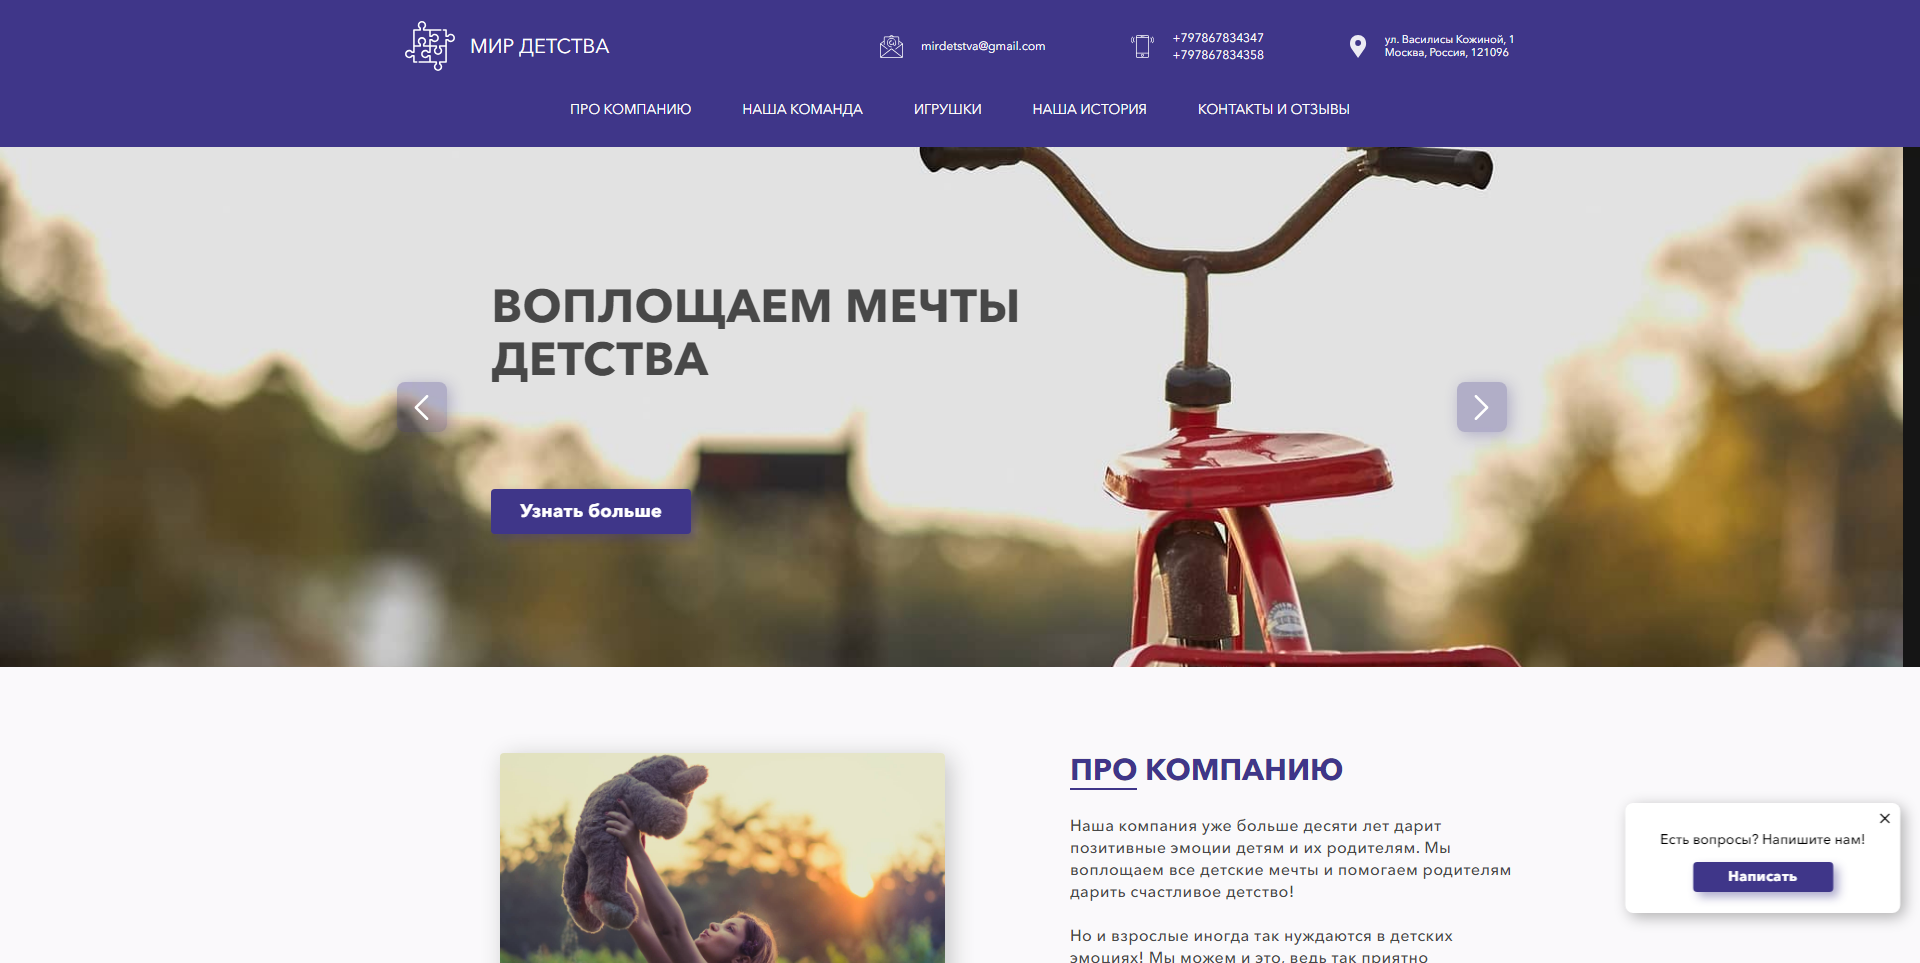 МИР ДЕТСТВА
mirdetstva@gmail.com
+797867834347
+797867834358
ул. Василисы Кожиной, 1
Москва, Россия, 121096
ПРО КОМПАНИЮ
НАША КОМАНДА
ИГРУШКИ
НАША ИСТОРИЯ
КОНТАКТЫ И ОТЗЫВЫ
ВОПЛОЩАЕМ МЕЧТЫ
ДЕТСТВА
Узнать больше
ПРО КОМПАНИЮ
Наша компания уже больше десяти лет дарит
позитивные эмоции детям и их родителям. Мы
воплощаем все детские мечты и помогаем родителям
дарить счастливое детство!
Но и взрослые иногда так нуждаются в детских
эмоциях! Мы можем и это, ведь так приятно
Есть вопросы? Напишите нам!
Написать